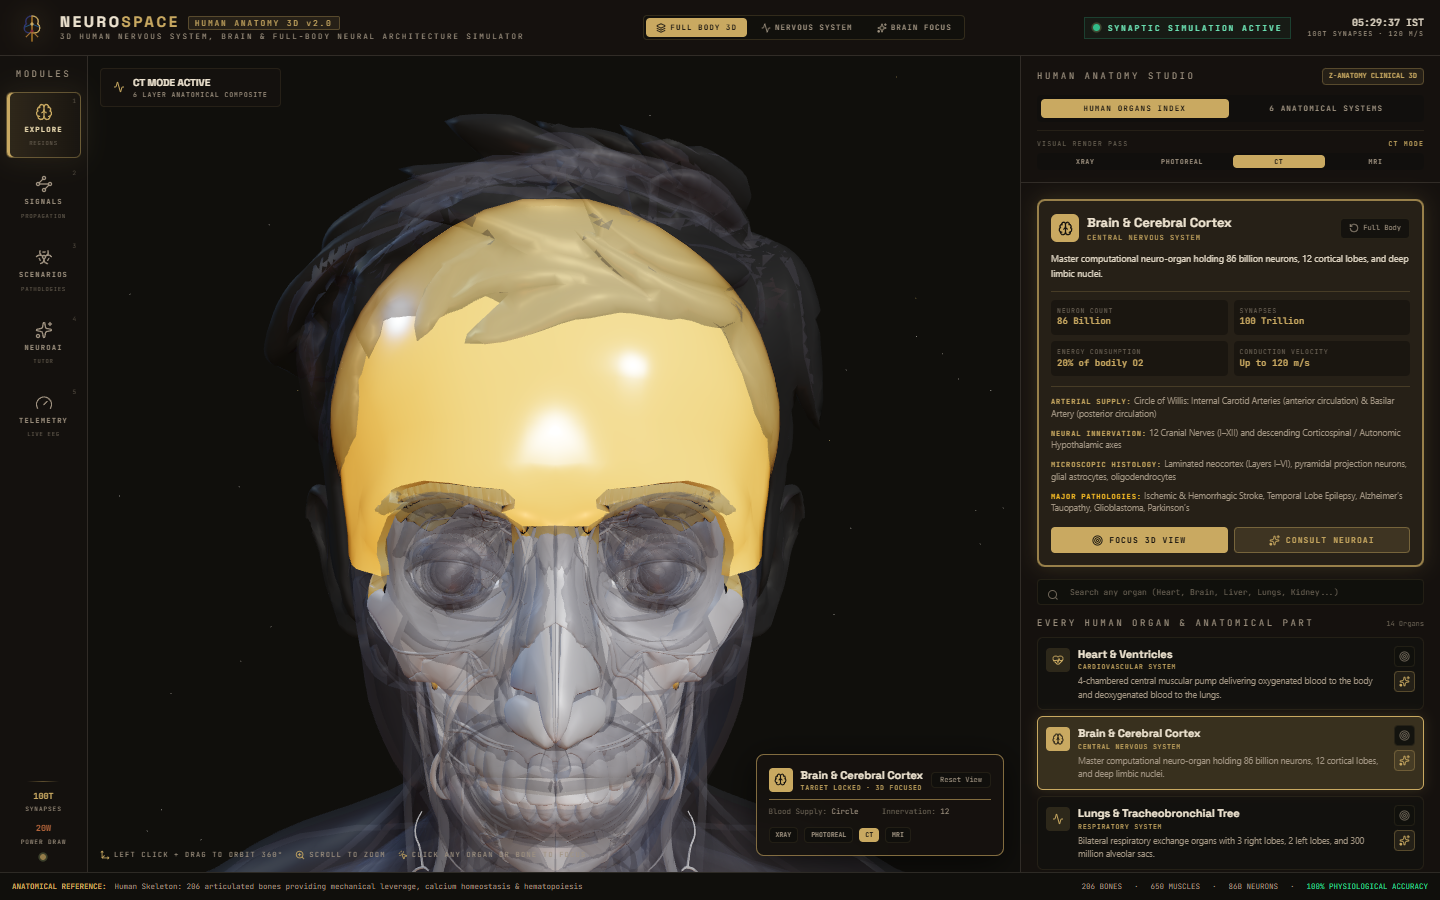 NEUROSPACE HUMAN ANATOMY 3D v2.0
3D HUMAN NERVOUS SYSTEM, BRAIN & FULL-BODY NEURAL ARCHITECTURE SIMULATOR
FULL BODY 3D NERVOUS SYSTEM BRAIN FOCUS
SYNAPTIC SIMULATION ACTIVE
05:29:37 IST
100T SYNAPSES · 120 M/S
MODULES
1
EXPLORE
REGIONS
2
SIGNALS
PROPAGATION
3
SCENARIOS
PATHOLOGIES
4
NEUROAI
TUTOR
5
TELEMETRY
LIVE EEG
100T
SYNAPSES
20W
POWER DRAW
CT MODE ACTIVE
6 LAYER ANATOMICAL COMPOSITE
Brain & Cerebral Cortex Reset View
TARGET LOCKED · 3D FOCUSED
Blood Supply: Circle Innervation: 12
XRAY PHOTOREAL CT MRI
LEFT CLICK + DRAG TO ORBIT 360° SCROLL TO ZOOM CLICK ANY ORGAN OR BONE TO
HUMAN ANATOMY STUDIO Z-ANATOMY CLINICAL 3D
HUMAN ORGANS INDEX 6 ANATOMICAL SYSTEMS
VISUAL RENDER PASS CT MODE
XRAY PHOTOREAL CT MRI
Brain & Cerebral Cortex Full Body
CENTRAL NERVOUS SYSTEM
Master computational neuro-organ holding 86 billion neurons, 12 cortical lobes, and deep
limbic nuclei.
NEURON COUNT SYNAPSES
86 Billion 100 Trillion
ENERGY CONSUMPTION CONDUCTION VELOCITY
20% of bodily O2 Up to 120 m/s
ARTERIAL SUPPLY: Circle of Willis: Internal Carotid Arteries (anterior circulation) & Basilar
Artery (posterior circulation)
NEURAL INNERVATION: 12 Cranial Nerves (I–XII) and descending Corticospinal / Autonomic
Hypothalamic axes
MICROSCOPIC HISTOLOGY: Laminated neocortex (Layers I–VI), pyramidal projection neurons,
glial astrocytes, oligodendrocytes
MAJOR PATHOLOGIES: Ischemic & Hemorrhagic Stroke, Temporal Lobe Epilepsy, Alzheimer's
Tauopathy, Glioblastoma, Parkinson's
FOCUS 3D VIEW CONSULT NEUROAI
Search any organ (Heart, Brain, Liver, Lungs, Kidney...)
EVERY HUMAN ORGAN & ANATOMICAL PART 14 Organs
Heart & Ventricles
CARDIOVASCULAR SYSTEM
4-chambered central muscular pump delivering oxygenated blood to the body
and deoxygenated blood to the lungs.
Brain & Cerebral Cortex
CENTRAL NERVOUS SYSTEM
Master computational neuro-organ holding 86 billion neurons, 12 cortical lobes,
and deep limbic nuclei.
Lungs & Tracheobronchial Tree
RESPIRATORY SYSTEM
Bilateral respiratory exchange organs with 3 right lobes, 2 left lobes, and 300
million alveolar sacs.
ANATOMICAL REFERENCE: Human Skeleton: 206 articulated bones providing mechanical leverage, calcium homeostasis & hematopoiesis
206 BONES · 650 MUSCLES · 86B NEURONS · 100% PHYSIOLOGICAL ACCURACY